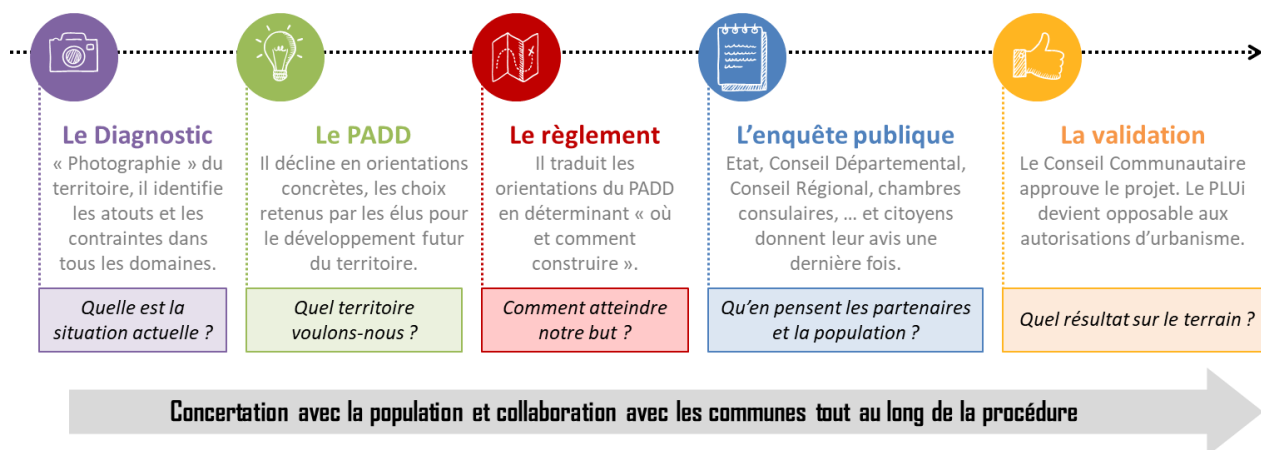 Le Diagnostic
« Photographie » du
territoire, il identifie
les atouts et les
contraintes dans
tous les domaines.
Quelle est la
situation actuelle ?
Le PADD
Il décline en orientations
concrètes, les choix
retenus par les élus pour
le développement futur
du territoire.
Quel territoire
voulons-nous ?
Le règlement
Il traduit les
orientations du PADD
en déterminant « où
et comment
construire ».
Comment atteindre
notre but ?
L'enquête publique
Etat, Conseil Départemental,
Conseil Régional, chambres
consulaires, … et citoyens
donnent leur avis une
dernière fois.
Qu'en pensent les partenaires
et la population ?
La validation
Le Conseil Communautaire
approuve le projet. Le PLUi
devient opposable aux
autorisations d'urbanisme.
Quel résultat sur le terrain ?
Concertation avec la population et collaboration avec les communes tout au long de la procédure